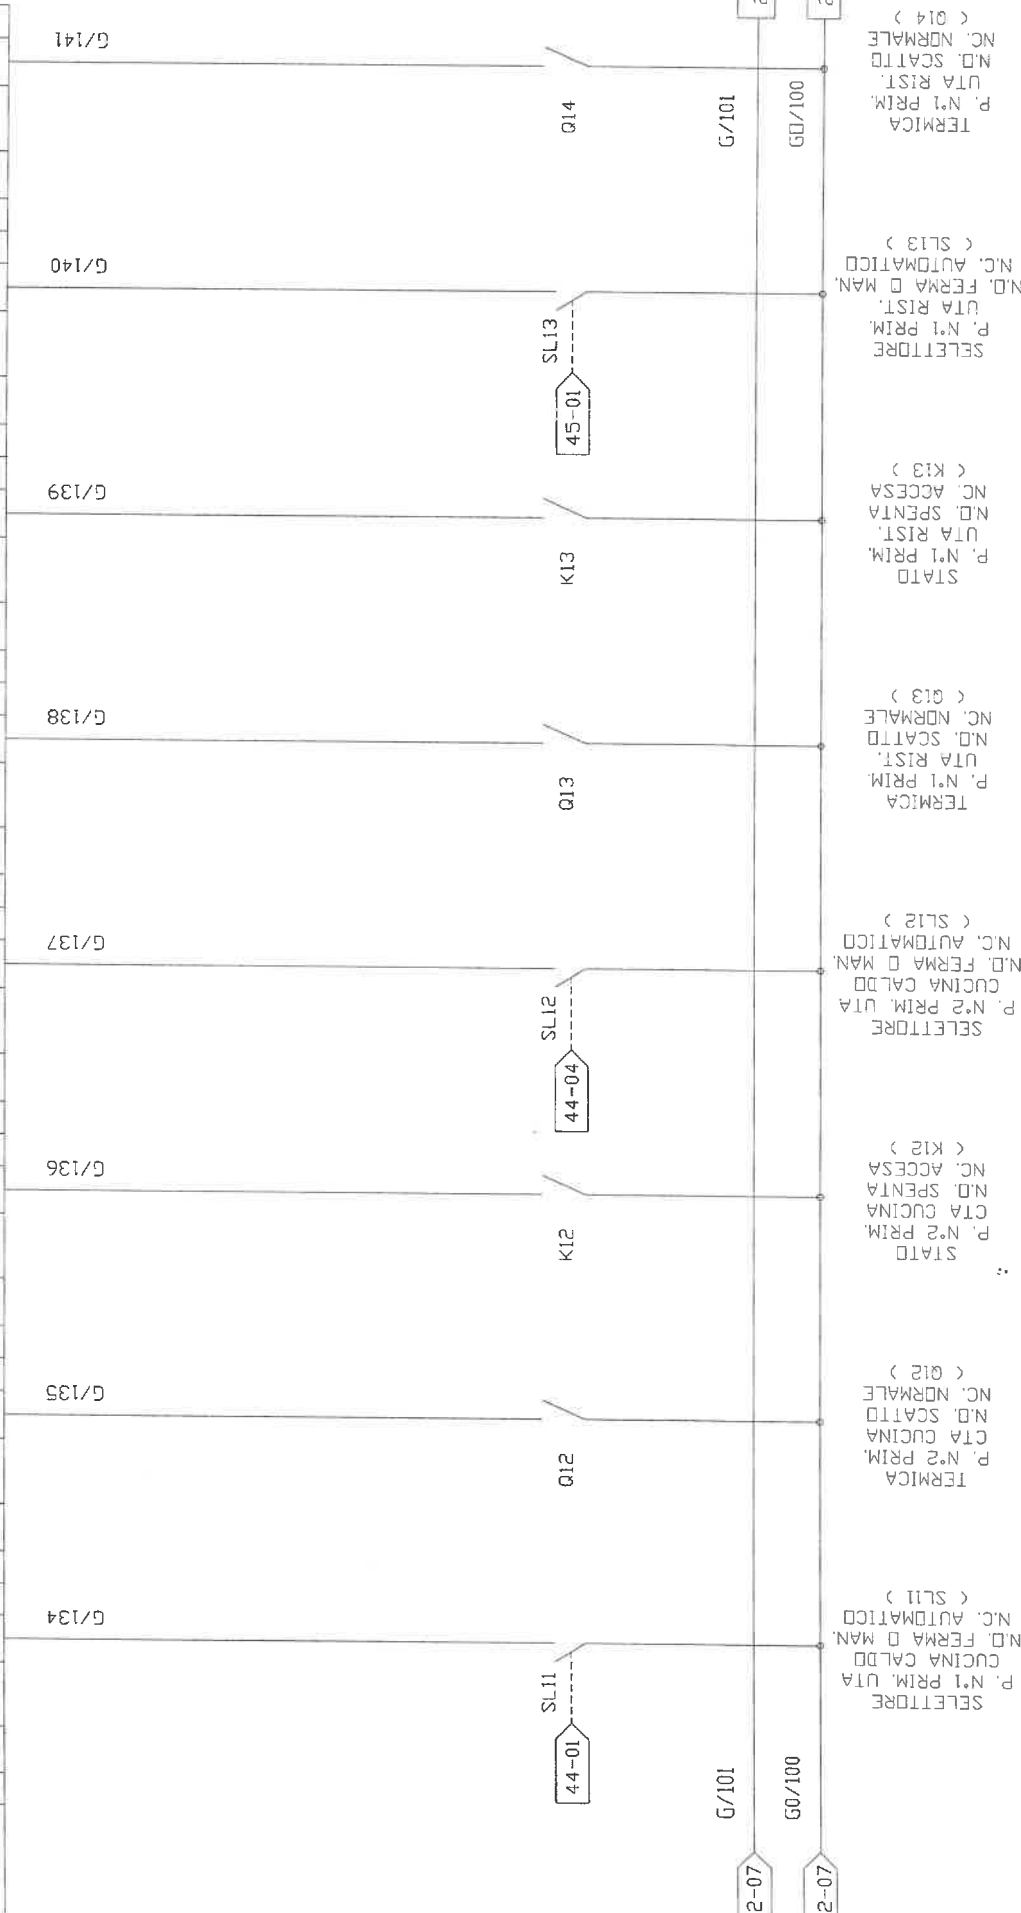 G/141
Q14
G/101
GO/100
TERMICA
P. N°1 PRIM.
UTA RIST.
N.O. SCATTO
NC. NORMALE
( Q14 )
G/140
SL13
45-01
SELETTORE
P. N°1 PRIM.
UTA RIST.
N.O. FERMA O MAN.
N.C. AUTOMATICO
( SL13 )
G/139
K13
STATO
P. N°1 PRIM.
UTA RIST.
N.O. SPENTA
NC. ACCESA
( K13 )
G/138
Q13
TERMICA
P. N°1 PRIM.
UTA RIST.
N.O. SCATTO
NC. NORMALE
( Q13 )
G/137
SL12
44-04
SELETTORE
P. N°2 PRIM. UTA
CUCINA CALDO
N.O. FERMA O MAN.
N.C. AUTOMATICO
( SL12 )
G/136
K12
STATO
P. N°2 PRIM.
CTA CUCINA
N.O. SPENTA
NC. ACCESA
( K12 )
G/135
Q12
TERMICA
P. N°2 PRIM.
CTA CUCINA
N.O. SCATTO
NC. NORMALE
( Q12 )
G/134
SL11
44-01
SELETTORE
P. N°1 PRIM. UTA
CUCINA CALDO
N.O. FERMA O MAN.
N.C. AUTOMATICO
( SL11 )
G/101
GO/100
2-07
2-07